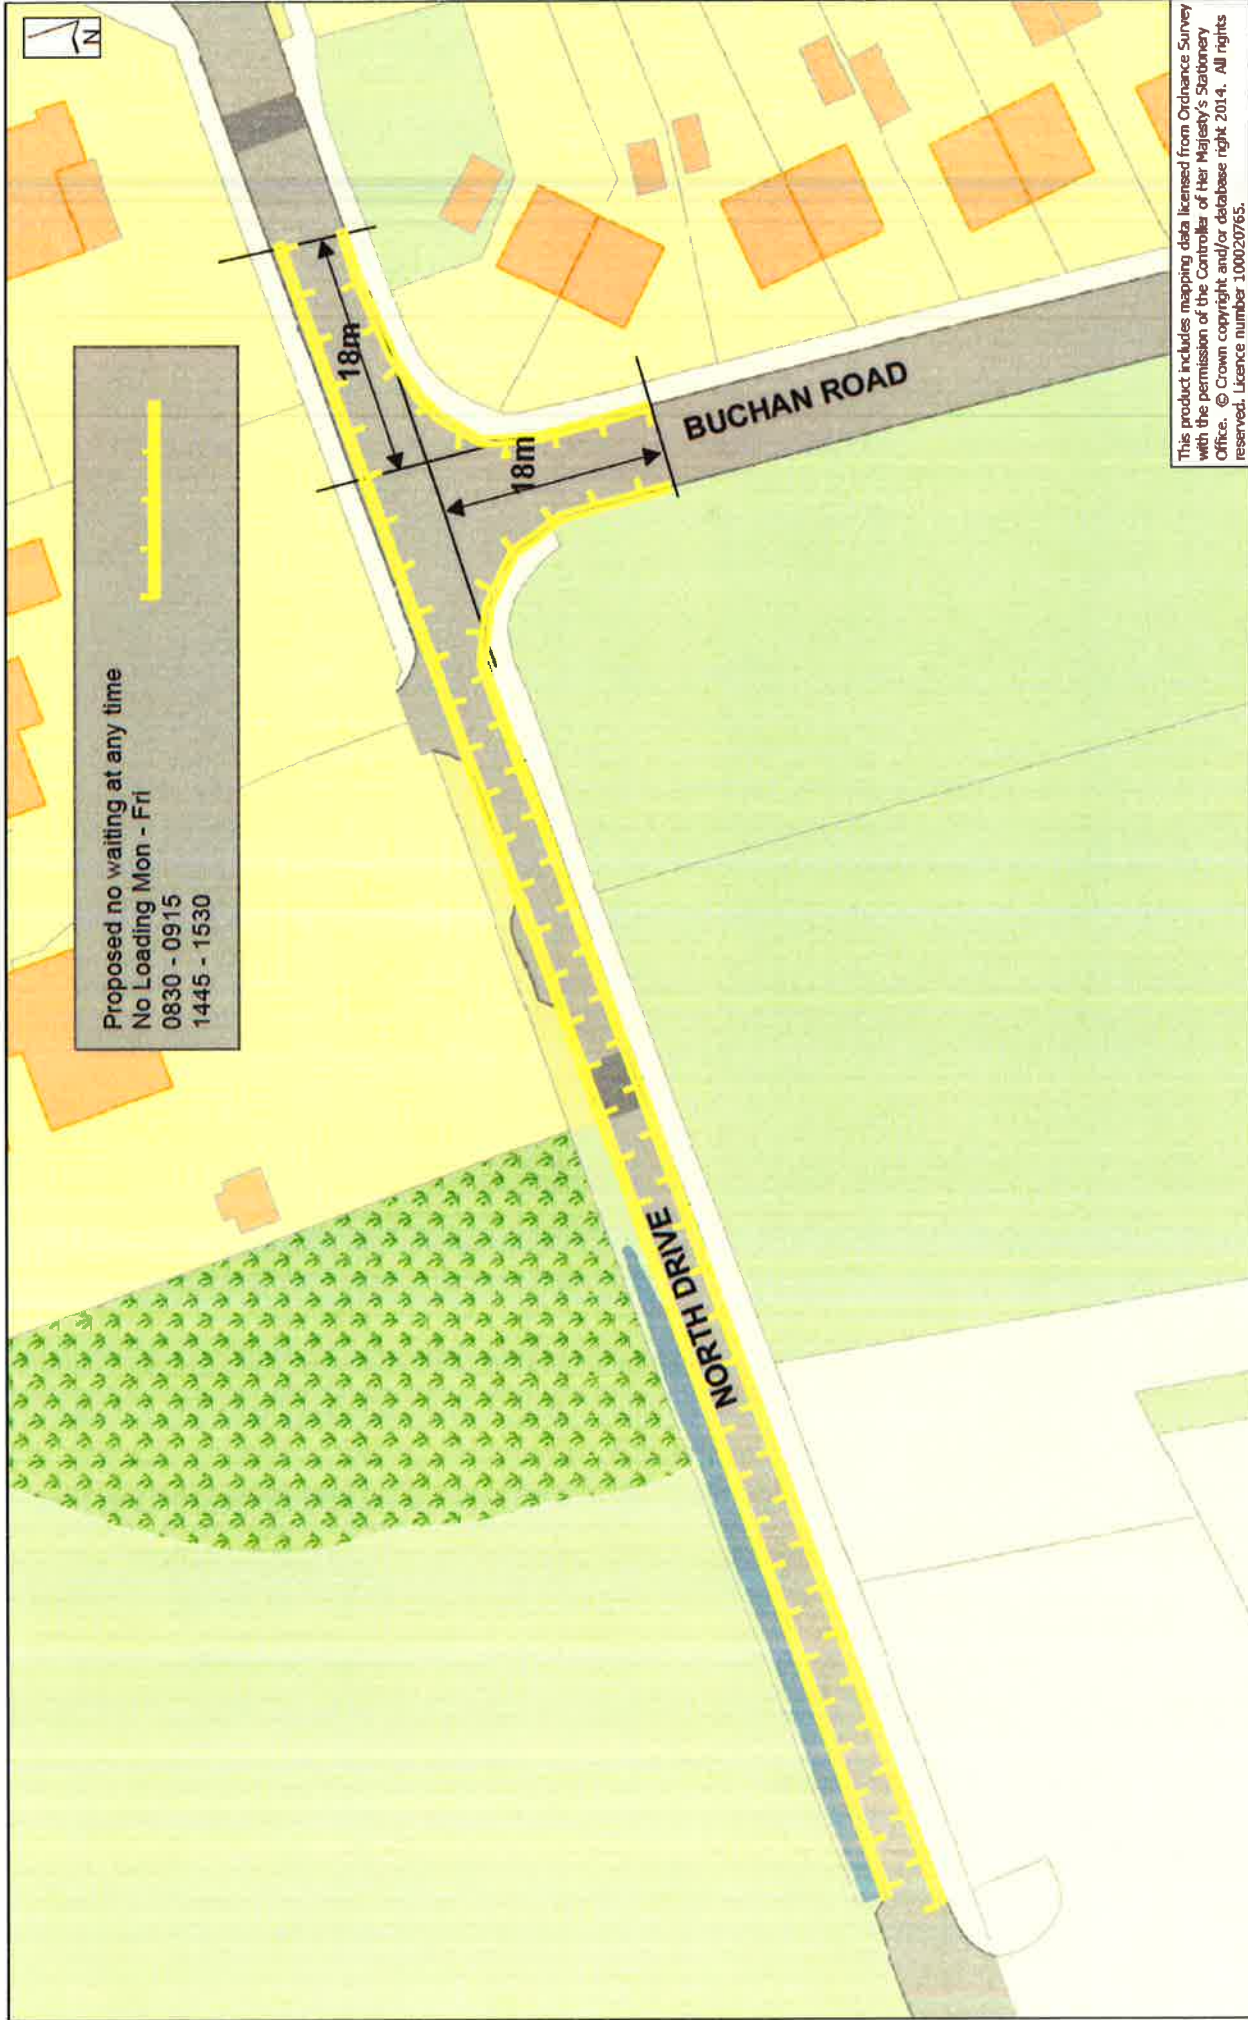 N
Proposed no waiting at any time
No Loading Mon - Fri
0830 - 0915
1445 - 1530
18m
18m
BUCHAN ROAD
NORTH DRIVE
This product includes mapping data licensed from Ordnance Survey
with the permission of the Controller of Her Majesty's Stationery
Office. © Crown copyright and/or database right 2014. All rights
reserved. Licence number 100020765.